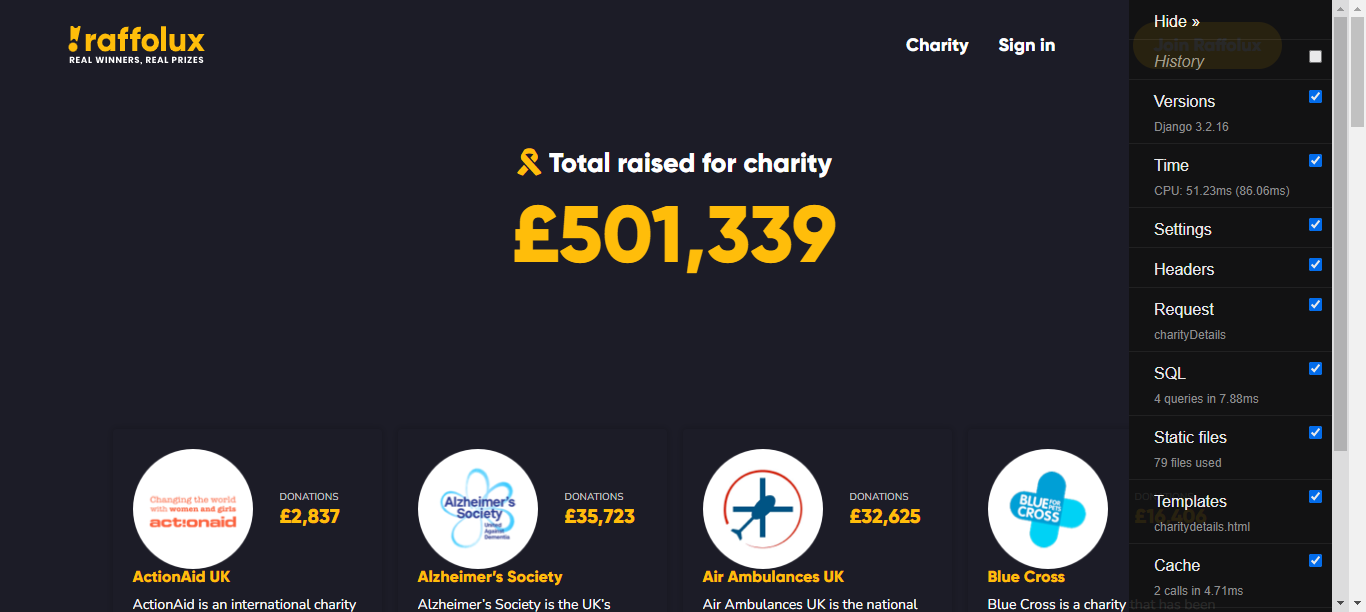 raffolux
REAL WINNERS, REAL PRIZES
Charity
Sign in
Join Raffolux
Total raised for charity
£501,339
Changing the world
with women and girls
act:onaid
DONATIONS
£2,837
ActionAid UK
ActionAid is an international charity
Alzheimer's
Society
United
Against
Dementia
DONATIONS
£35,723
Alzheimer's Society
Alzheimer's Society is the UK's
DONATIONS
£32,625
Air Ambulances UK
Air Ambulances UK is the national
BLUE FOR PETS
CROSS
£16,406
Blue Cross
Blue Cross is a charity that has been
Hide »
History
Versions
Django 3.2.16
Time
CPU: 51.23ms (86.06ms)
Settings
Headers
Request
charityDetails
SQL
4 queries in 7.88ms
Static files
79 files used
Templates
charitydetails.html
Cache
2 calls in 4.71ms